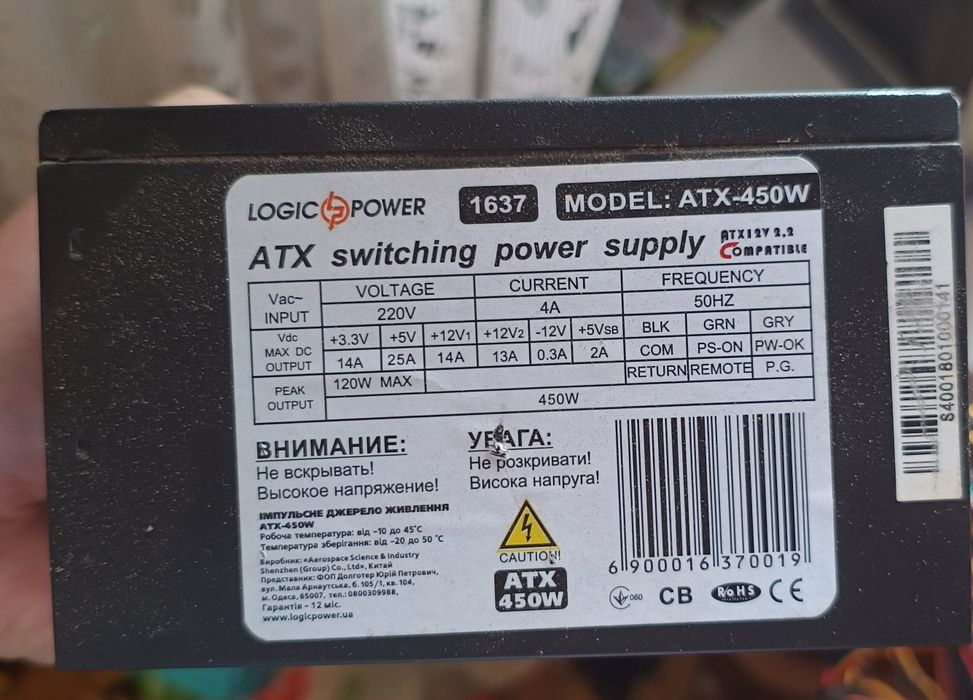 LOGIC POWER 1637 MODEL: ATX-450W
ATX switching power supply ATX12V 2.2 COMPATIBLE
Vac~ INPUT VOLTAGE CURRENT FREQUENCY
220V 4A 50HZ
Vdc MAX DC OUTPUT +3.3V +5V +12V1 +12V2 -12V +5VSB BLK GRN GRY
14A 25A 14A 13A 0.3A 2A COM PS-ON PW-OK
PEAK OUTPUT 120W MAX RETURN REMOTE P.G.
450W
ВНИМАНИЕ:
Не вскрывать!
Высокое напряжение!
УВАГА:
Не розкривати!
Висока напруга!
ІМПУЛЬСНЕ ДЖЕРЕЛО ЖИВЛЕННЯ
ATX-450W
Робоча температура: від -10 до 45°C
Температура зберігання: від -20 до 50 °C
Виробник: «Aerospace Science & Industry
Shenzhen (Group) Co., Ltd», Китай
Представник: ФОП Долготер Юрій Петрович,
вул. Мала Арнаутська, б. 105/1, кв. 104,
м. Одеса, 65007, тел.: 0800309988,
Гарантія - 12 міс.
www.logicpower.ua
CAUTION!
ATX
450W
6 900016 370019
060 CB RoHS CE